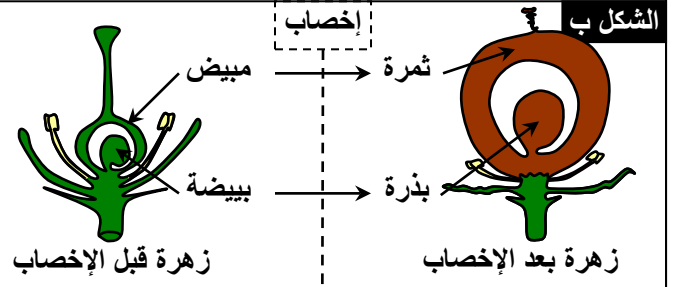 الشكل ب
إخصاب
ثمرة
مبيض
بذرة
بييضة
زهرة بعد الإخصاب
زهرة قبل الإخصاب